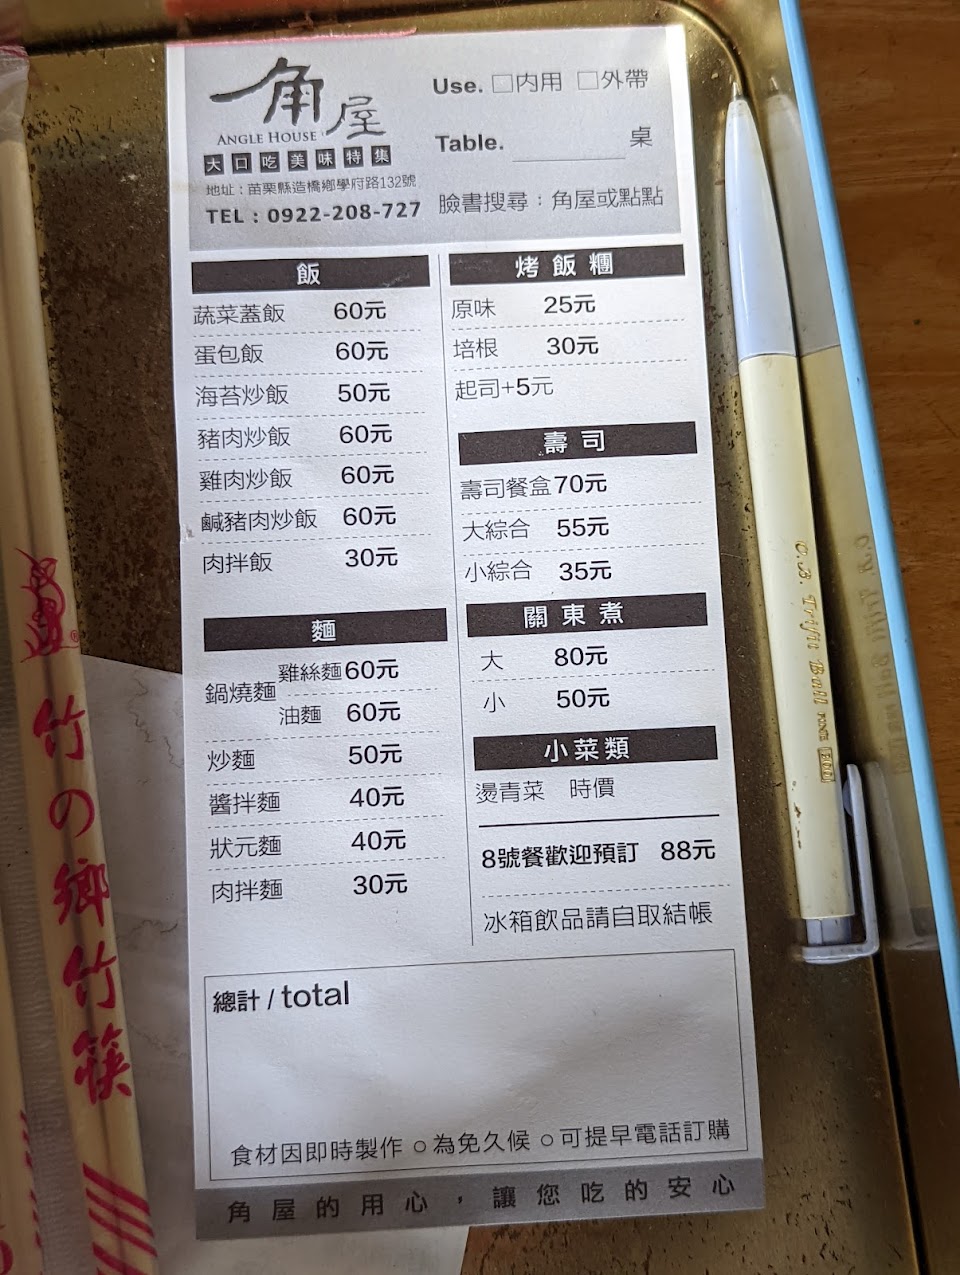 一角屋
ANGLE HOUSE
大口吃美味特集
地址：苗栗縣造橋鄉學府路132號
TEL：0922-208-727
Use. □內用 □外帶
Table. ________桌
臉書搜尋：角屋或點點
飯
蔬菜蓋飯 60元
蛋包飯 60元
海苔炒飯 50元
豬肉炒飯 60元
雞肉炒飯 60元
鹹豬肉炒飯 60元
肉拌飯 30元
麵
鍋燒麵 雞絲麵 60元
油麵 60元
炒麵 50元
醬拌麵 40元
狀元麵 40元
肉拌麵 30元
烤飯糰
原味 25元
培根 30元
起司+5元
壽司
壽司餐盒 70元
大綜合 55元
小綜合 35元
關東煮
大 80元
小 50元
小菜類
燙青菜 時價
8號餐歡迎預訂 88元
冰箱飲品請自取結帳
總計 / total
食材因即時製作。為免久候。可提早電話訂購
角屋的用心，讓您吃的安心
竹の鄉竹筷
O.B. Trift Ball